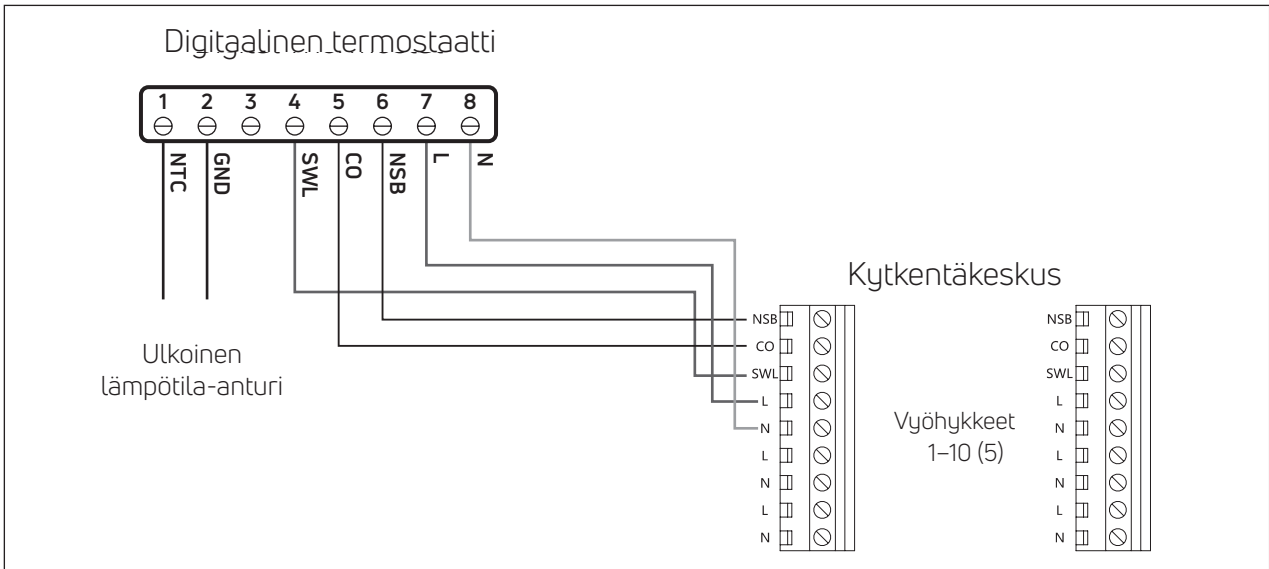 Digitaalinen termostaatti
1 2 3 4 5 6 7 8
NTC GND SWL CO NSB L N
Ulkoinen
lämpötila-anturi
Kytkentäkeskus
NSB
CO
SWL
L
N
L
N
L
N
Vyöhykkeet
1–10 (5)
NSB
CO
SWL
L
N
L
N
L
N